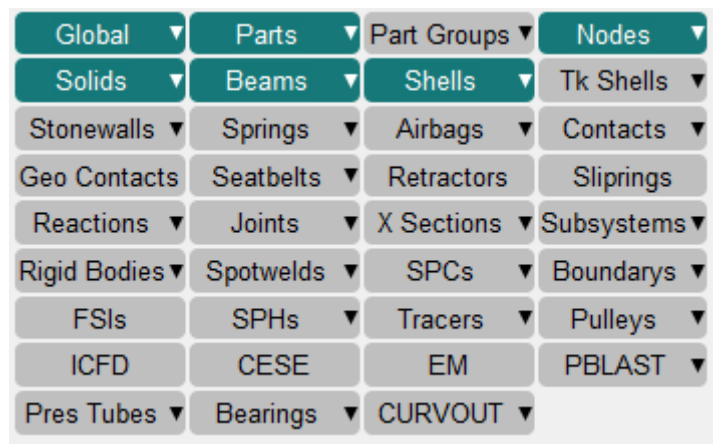 Global ▼ Parts ▼ Part Groups ▼ Nodes ▼
Solids ▼ Beams ▼ Shells ▼ Tk Shells ▼
Stonewalls ▼ Springs ▼ Airbags ▼ Contacts ▼
Geo Contacts Seatbelts ▼ Retractors Sliprings
Reactions ▼ Joints ▼ X Sections ▼ Subsystems ▼
Rigid Bodies ▼ Spotwelds ▼ SPCs ▼ Boundarys ▼
FSIs SPHs ▼ Tracers ▼ Pulleys ▼
ICFD CESE EM PBLAST ▼
Pres Tubes ▼ Bearings ▼ CURVOUT ▼